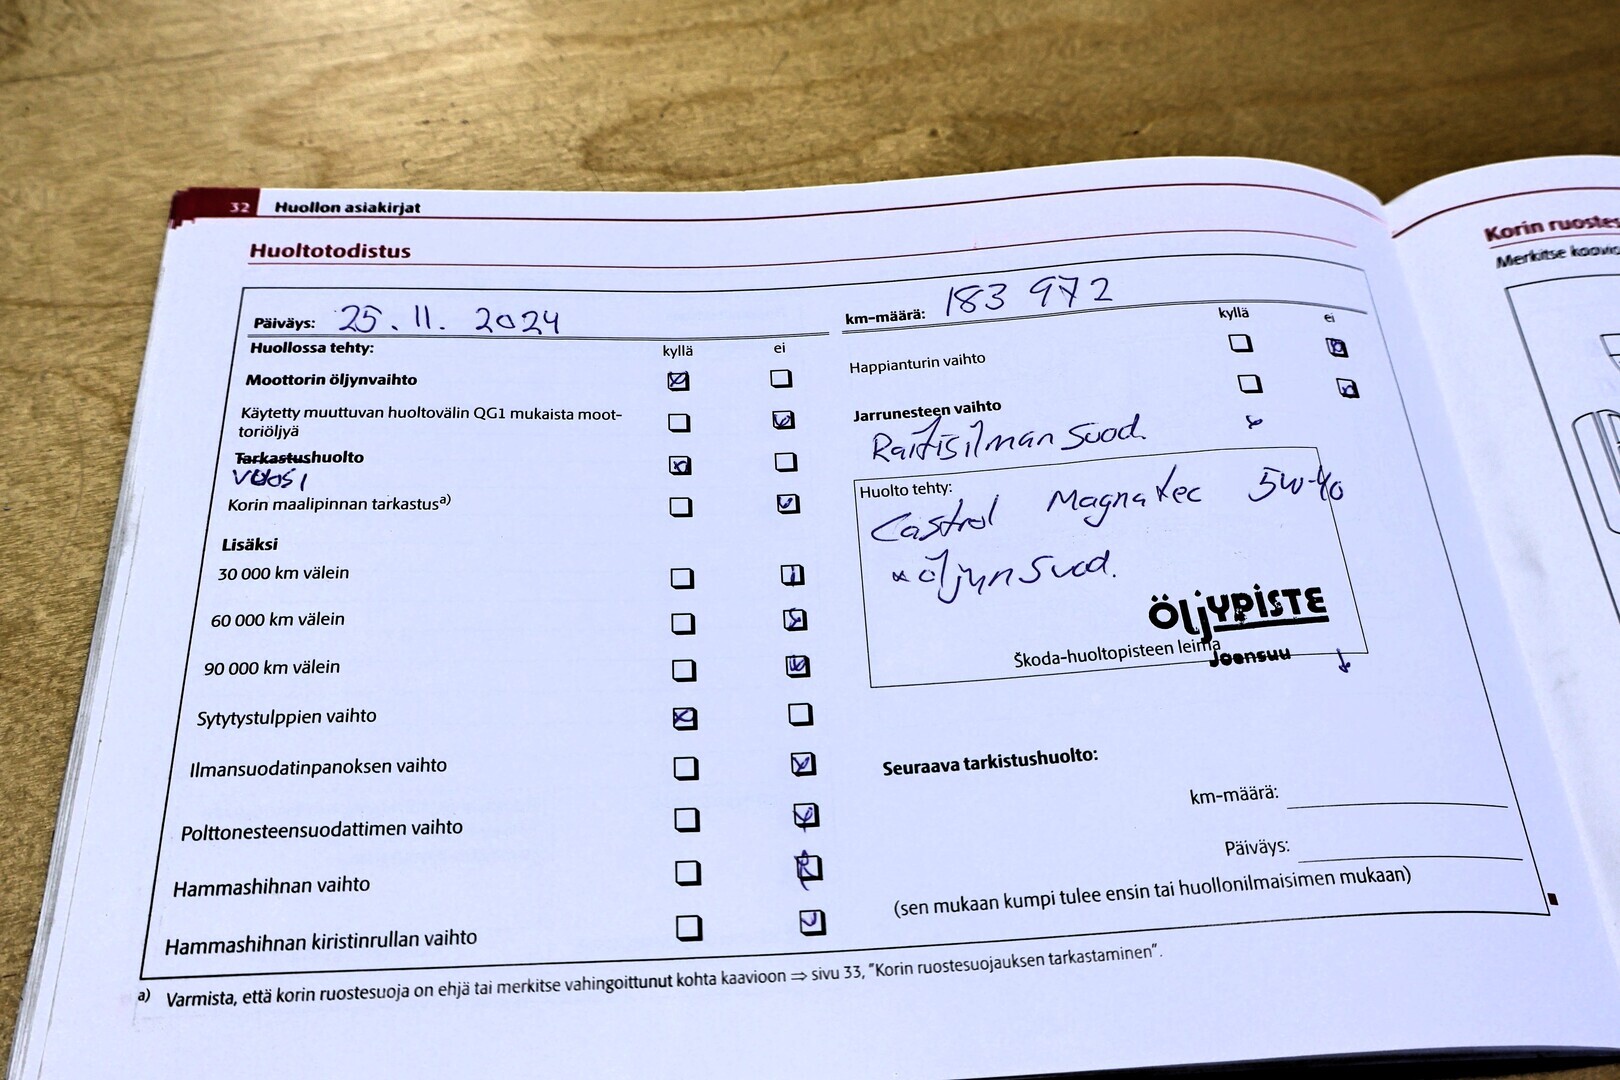 32 Huollon asiakirjat
Huoltotodistus
Päiväys: 25.11. 2024
Huollossa tehty: kyllä ei
Moottorin öljynvaihto
Käytetty muuttuvan huoltovälin QG1 mukaista moot-
toriöljyä
Tarkastushuolto
Vuosi
Korin maalipinnan tarkastus a)
Lisäksi
30 000 km välein
60 000 km välein
90 000 km välein
Sytytystulppien vaihto
Ilmansuodatinpanoksen vaihto
Polttonesteensuodattimen vaihto
Hammashihnan vaihto
Hammashihnan kiristinrullan vaihto
km-määrä: 183 972
kyllä ei
Happianturin vaihto
Jarrunesteen vaihto
Raitisilman suod. x
Huolto tehty:
Castrol Magnatec 5w-40
x öljynsuod.
ÖljYPISTE
Škoda-huoltopisteen leima
Joensuu
Seuraava tarkistushuolto:
km-määrä:
Päiväys:
(sen mukaan kumpi tulee ensin tai huollonilmaisimen mukaan)
a) Varmista, että korin ruostesuoja on ehjä tai merkitse vahingoittunut kohta kaavioon ⇒ sivu 33, "Korin ruostesuojauksen tarkastaminen".
Korin ruostes
Merkitse kaavio